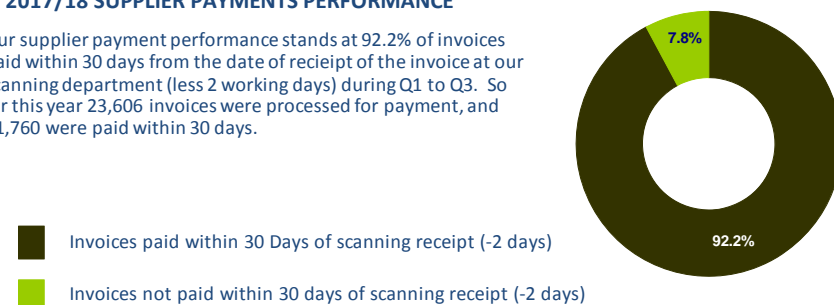 2017/18 SUPPLIER PAYMENTS PERFORMANCE
ur supplier payment performance stands at 92.2% of invoices
aid within 30 days from the date of reciept of the invoice at our
canning department (less 2 working days) during Q1 to Q3. So
r this year 23,606 invoices were processed for payment, and
1,760 were paid within 30 days.
7.8%
92.2%
Invoices paid within 30 Days of scanning receipt (-2 days)
Invoices not paid within 30 days of scanning receipt (-2 days)